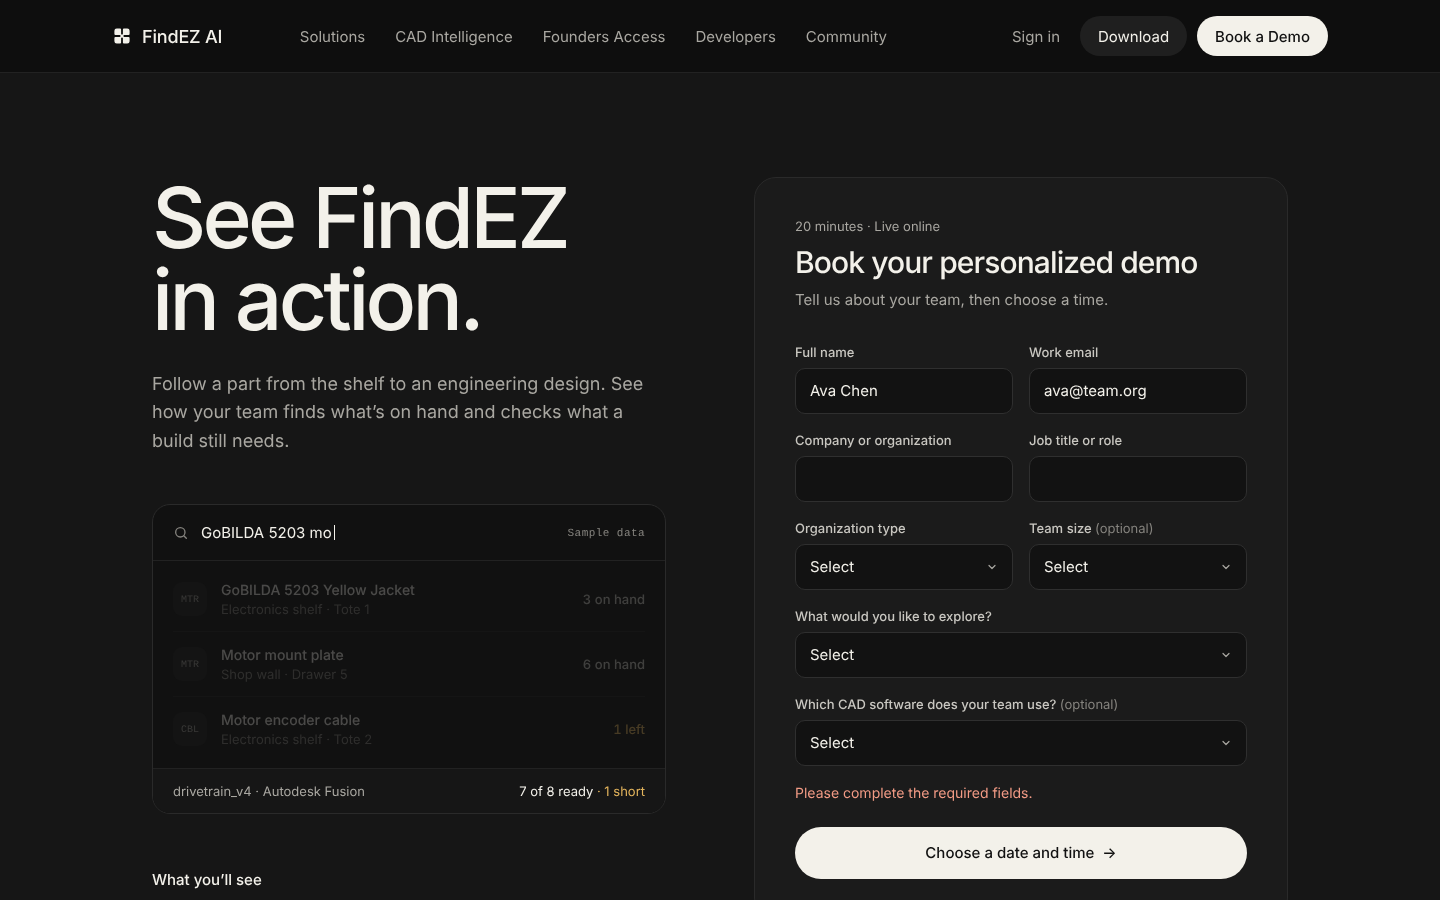 FindEZ AI
Solutions
CAD Intelligence
Founders Access
Developers
Community
Sign in
Download
Book a Demo
See FindEZ
in action.
Follow a part from the shelf to an engineering design. See
how your team finds what’s on hand and checks what a
build still needs.
GoBILDA 5203 mo
Sample data
MTR
GoBILDA 5203 Yellow Jacket
Electronics shelf · Tote 1
3 on hand
MTR
Motor mount plate
Shop wall · Drawer 5
6 on hand
CBL
Motor encoder cable
Electronics shelf · Tote 2
1 left
drivetrain_v4 · Autodesk Fusion
7 of 8 ready · 1 short
What you’ll see
20 minutes · Live online
Book your personalized demo
Tell us about your team, then choose a time.
Full name
Work email
Ava Chen
ava@team.org
Company or organization
Job title or role
Organization type
Team size (optional)
Select
Select
What would you like to explore?
Select
Which CAD software does your team use? (optional)
Select
Please complete the required fields.
Choose a date and time →